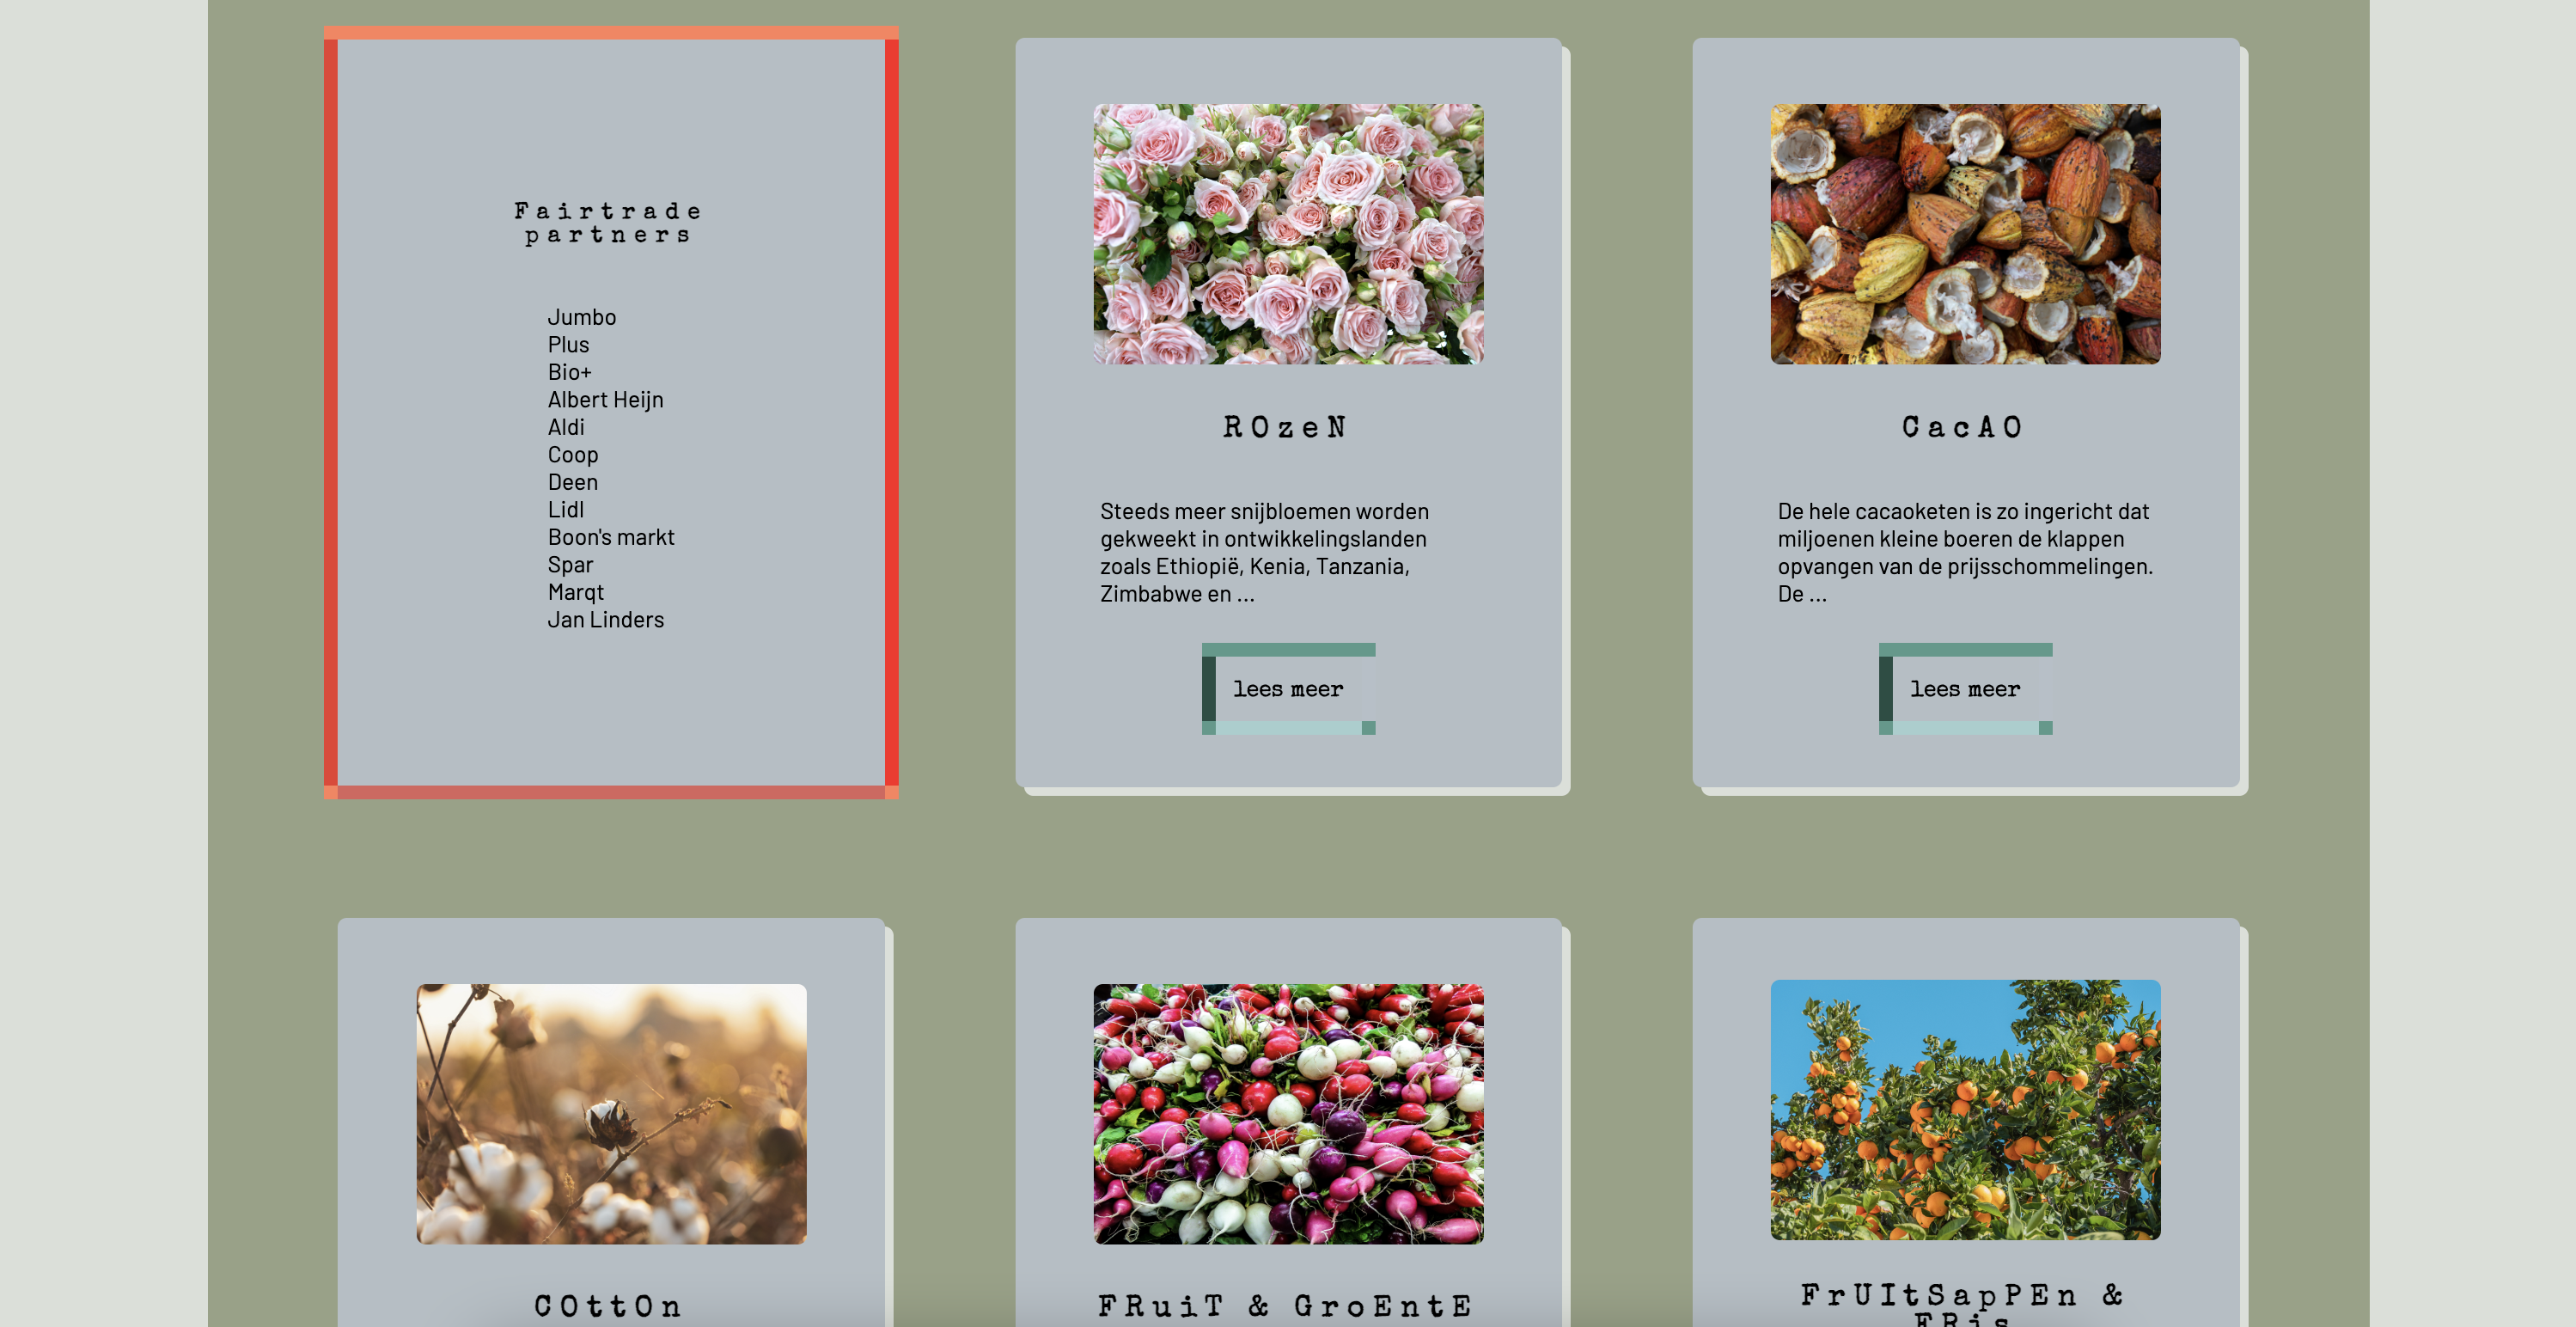 Fairtrade
partners
Jumbo
Plus
Bio+
Albert Heijn
Aldi
Coop
Deen
Lidl
Boon's markt
Spar
Marqt
Jan Linders
ROzeN
Steeds meer snijbloemen worden
gekweekt in ontwikkelingslanden
zoals Ethiopië, Kenia, Tanzania,
Zimbabwe en ...
lees meer
CacAO
De hele cacaoketen is zo ingericht dat
miljoenen kleine boeren de klappen
opvangen van de prijsschommelingen.
De ...
lees meer
COttOn
FRuiT & GroEntE
FrUItSapPEn &
FRis